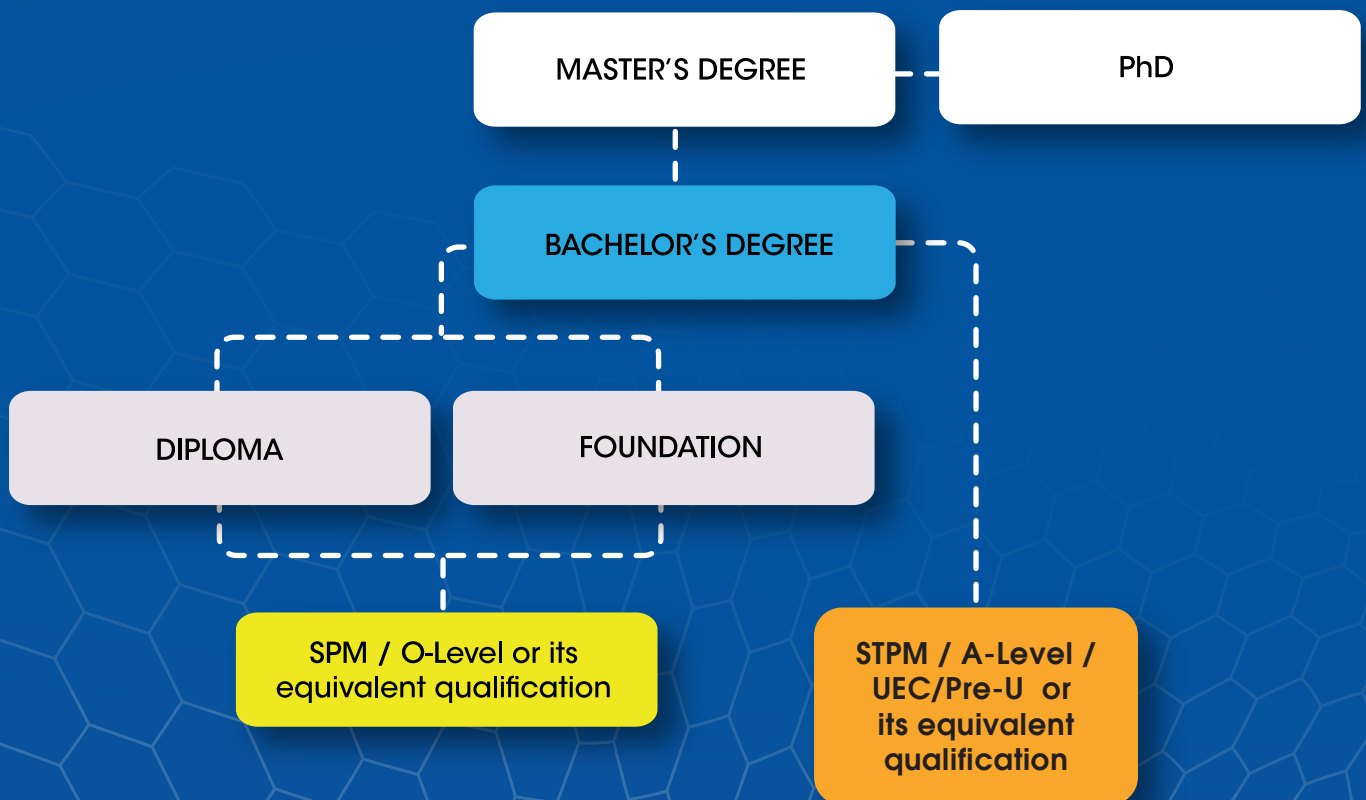 MASTER’S DEGREE
PhD
BACHELOR’S DEGREE
DIPLOMA
FOUNDATION
SPM / O-Level or its
equivalent qualification
STPM / A-Level /
UEC/Pre-U or
its equivalent
qualification